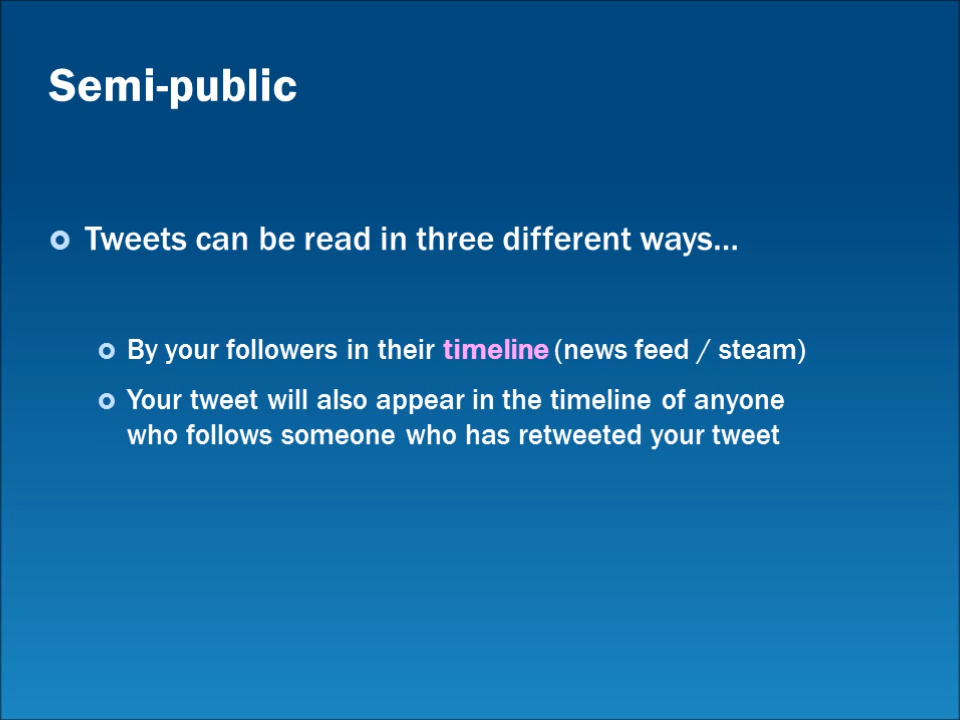 Semi-public
Tweets can be read in three different ways...
By your followers in their timeline (news feed / steam)
Your tweet will also appear in the timeline of anyone
who follows someone who has retweeted your tweet